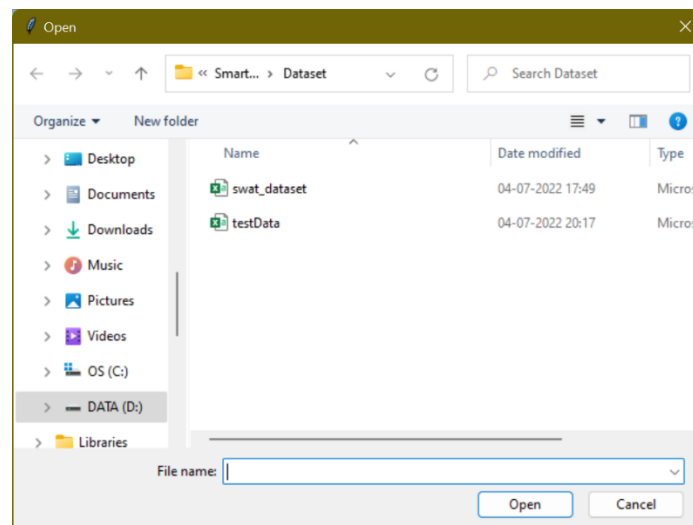 Open
« Smart... › Dataset
Search Dataset
Organize
New folder
Name
Date modified
Type
Desktop
Documents
Downloads
Music
Pictures
Videos
OS (C:)
DATA (D:)
Libraries
swat_dataset
04-07-2022 17:49
Micros
testData
04-07-2022 20:17
Micros
File name:
Open
Cancel